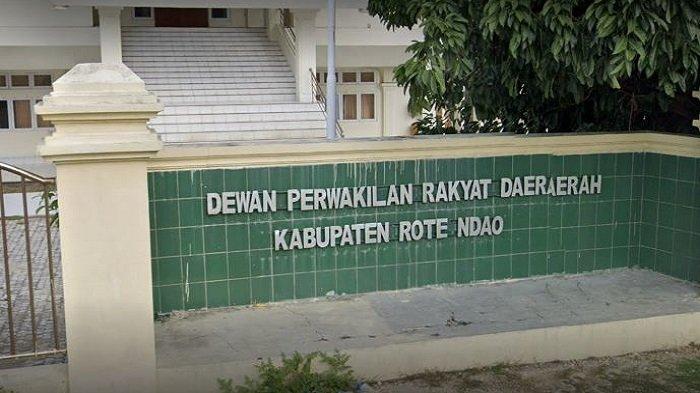 DEWAN PERWAKILAN RAKYAT DAERAERAH
KABUPATEN ROTE NDAO